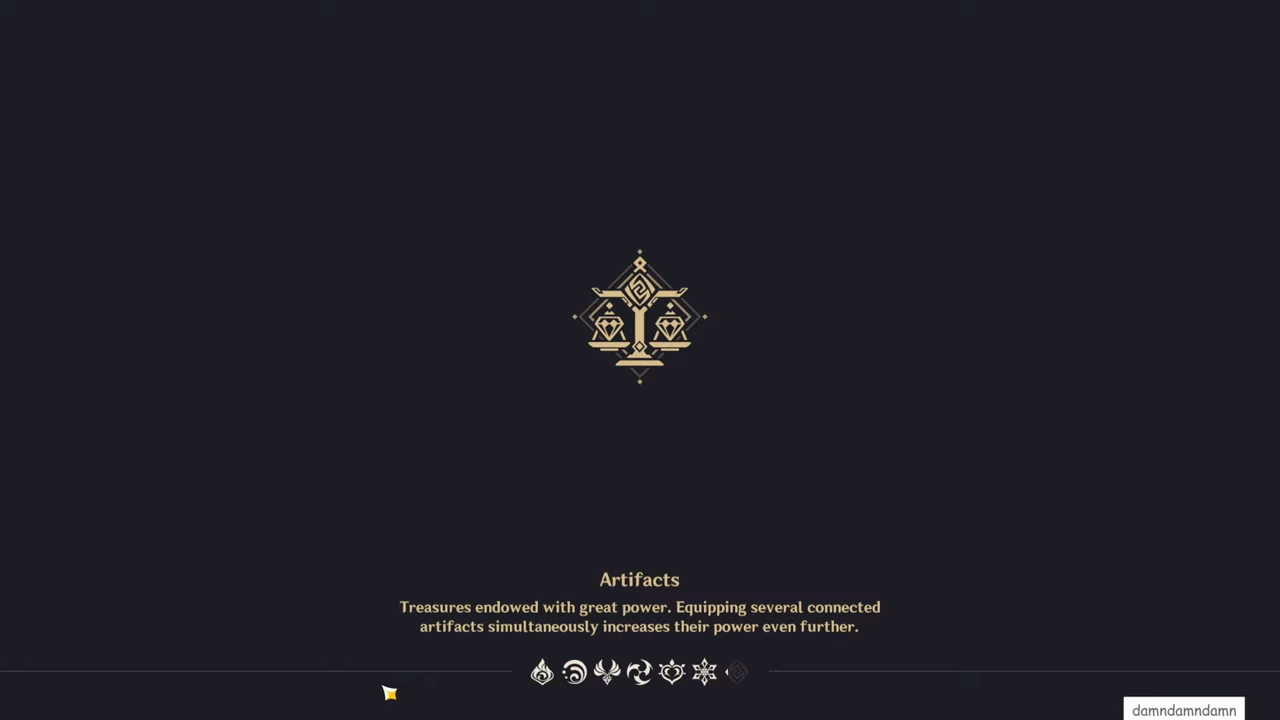 Artifacts
Treasures endowed with great power. Equipping several connected
artifacts simultaneously increases their power even further.
damndamndamn